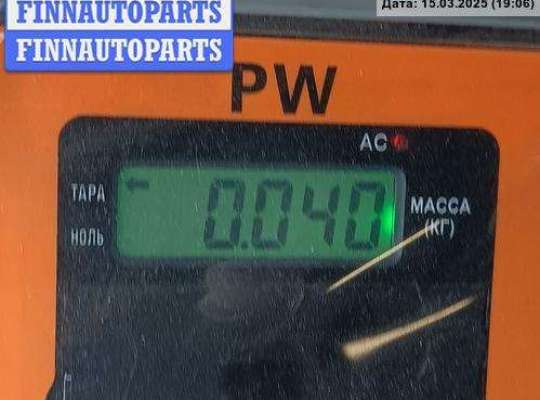 FINNAUTOPARTS
FINNAUTOPARTS
Дата: 15.03.2025 (19:06)
PW
AC
ТАРА
0.040
МАССА
(КГ)
НОЛЬ